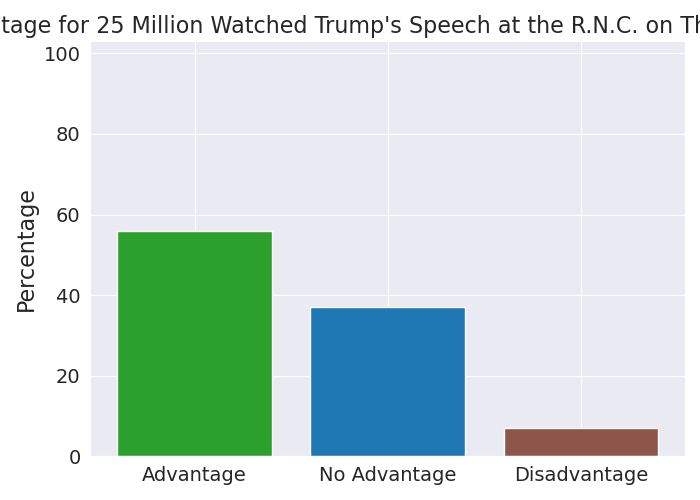 tage for 25 Million Watched Trump's Speech at the R.N.C. on Th
100
80
60
40
20
0
Percentage
Advantage No Advantage Disadvantage